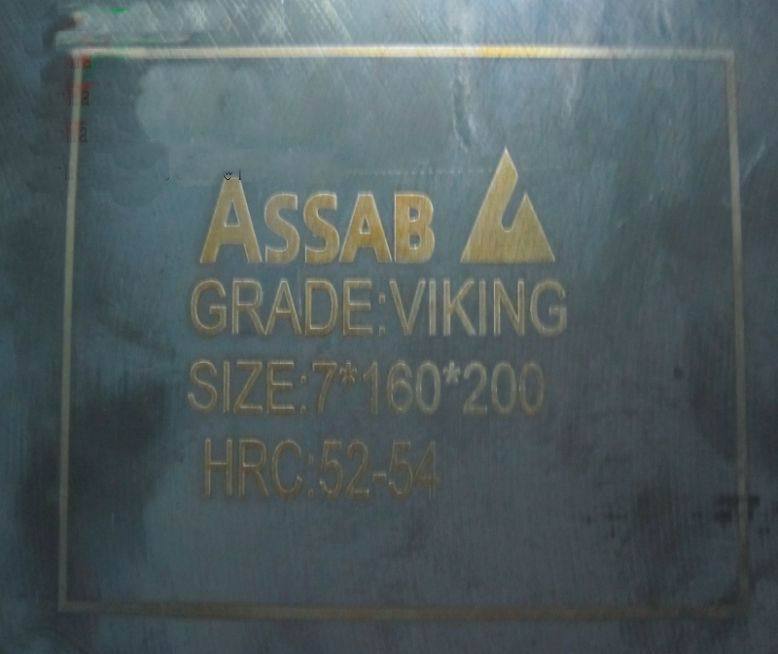 ASSAB
GRADE:VIKING
SIZE:7*160*200
HRC:52-54